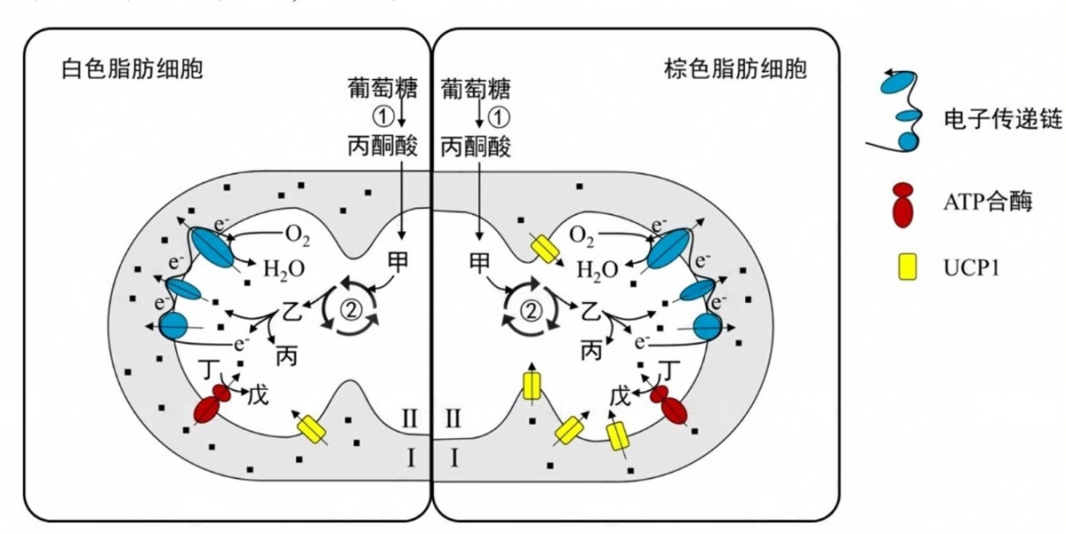 白色脂肪细胞
葡萄糖
①
丙酮酸
甲
O₂
H₂O
e⁻
e⁻
e⁻
e⁻
乙
②
丙
丁
戊
II
I
棕色脂肪细胞
葡萄糖
①
丙酮酸
甲
O₂
H₂O
e⁻
e⁻
e⁻
e⁻
②
乙
丙
丁
戊
II
I
电子传递链
ATP合酶
UCP1